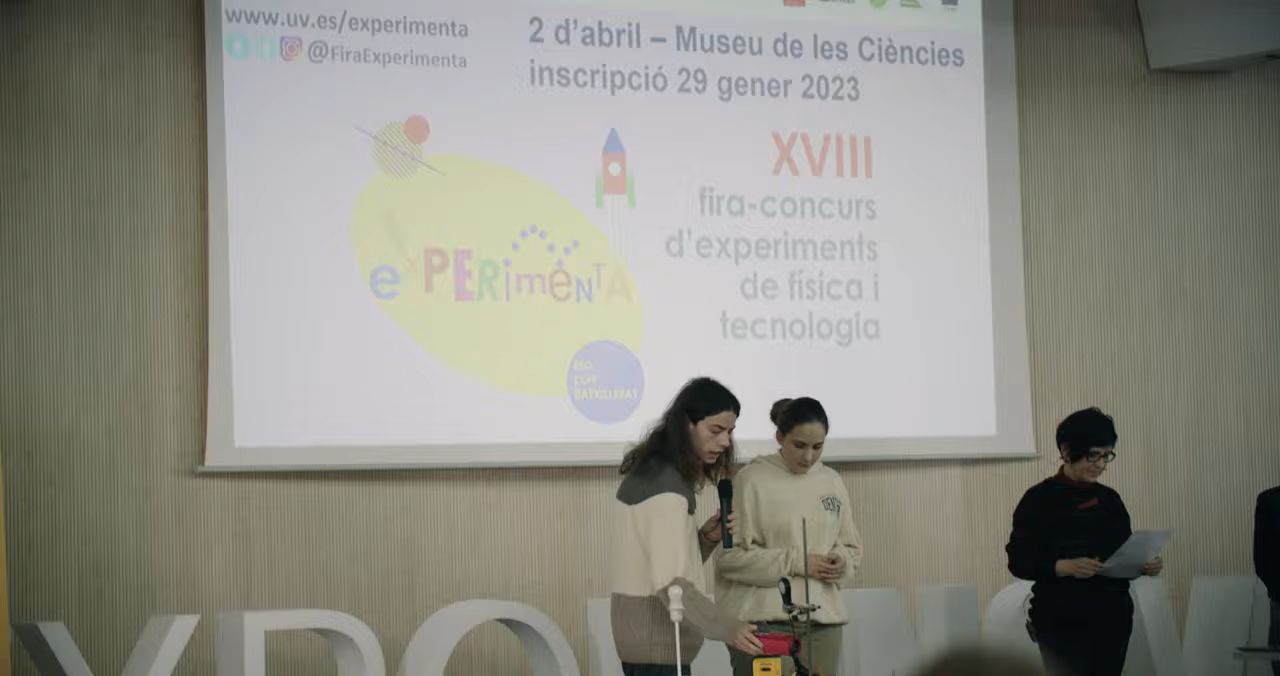 www.uv.es/experimenta
@FiraExperimenta
2 d'abril – Museu de les Ciències
inscripció 29 gener 2023
XVIII
fira-concurs
d'experiments
de física i
tecnologia
exPERimeNTA
ESO
CCFF
BATXILLERAT